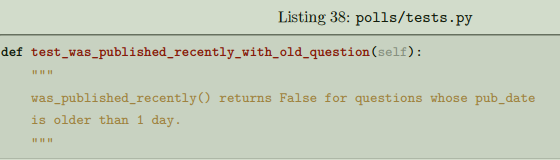 Listing 38: polls/tests.py
def test_was_published_recently_with_old_question(self):
"""
was_published_recently() returns False for questions whose pub_date
is older than 1 day.
"""